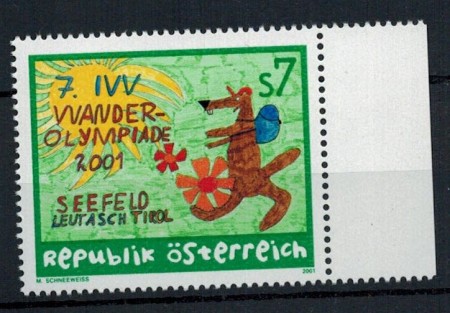 7. IVV
WANDER-
OLYMPIADE
2001
SEEFELD
LEUTASCH TIROL
S7
Republik Österreich
M. SCHNEEWEISS
2001